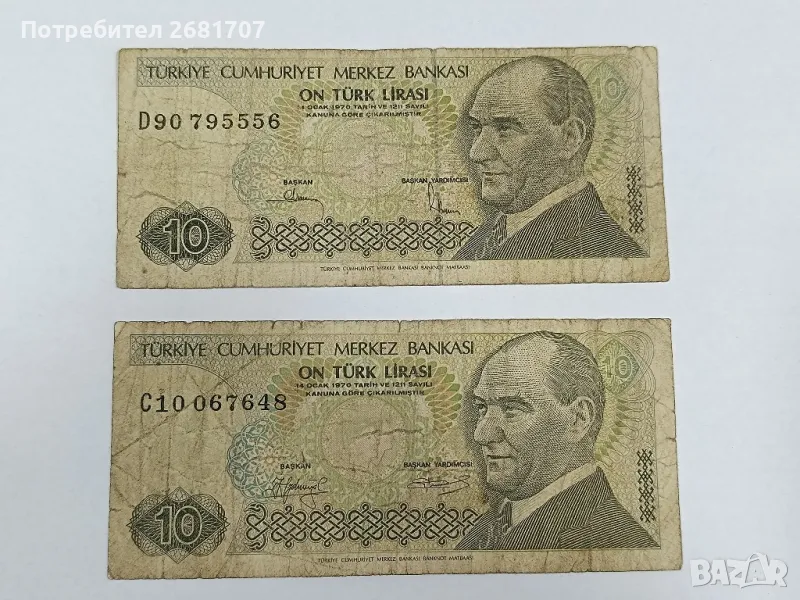 Потребител 2681707
TÜRKİYE CUMHURİYET MERKEZ BANKASI
ON TÜRK LİRASI
14 OCAK 1970 TARİH VE 1211 SAYILI
KANUNA GÖRE ÇIKARILMIŞTIR
10
D90 795556
BAŞKAN BAŞKAN YARDIMCISI
10
TÜRKİYE CUMHURİYET MERKEZ BANKASI BANKNOT MATBAASI
TÜRKİYE CUMHURİYET MERKEZ BANKASI
ON TÜRK LİRASI
14 OCAK 1970 TARİH VE 1211 SAYILI
KANUNA GÖRE ÇIKARILMIŞTIR
10
C10 067648
BAŞKAN BAŞKAN YARDIMCISI
10
TÜRKİYE CUMHURİYET MERKEZ BANKASI BANKNOT MATBAASI
BAZAR